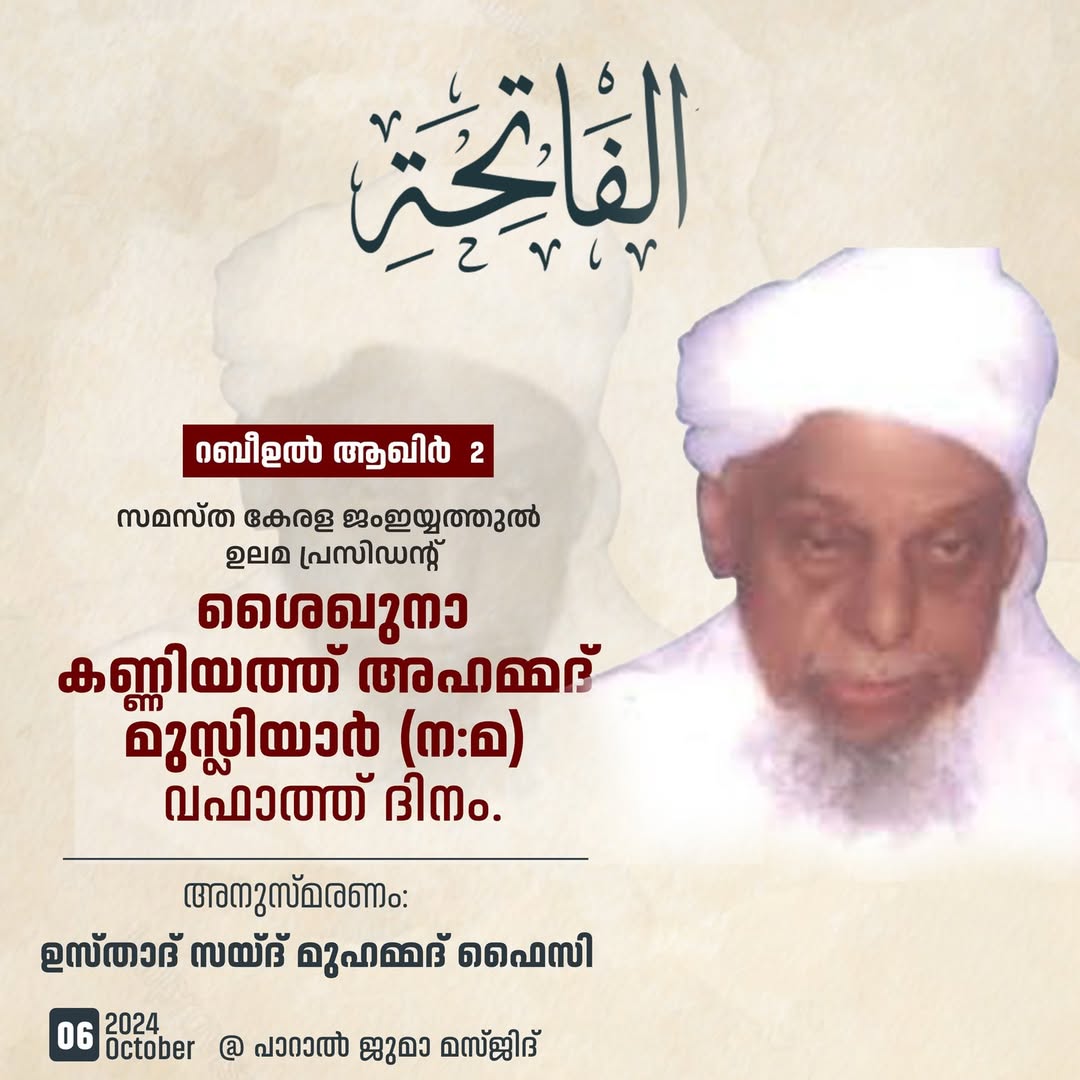 الفَاتِحَةِ
റബീഉൽ ആഖിർ 2
സമസ്ത കേരള ജംഇയ്യത്തുൽ
ഉലമ പ്രസിഡന്റ്
ശൈഖുനാ
കണ്ണിയത്ത് അഹമ്മദ്
മുസ്ലിയാർ (ന:മ)
വഫാത്ത് ദിനം.
അനുസ്മരണം:
ഉസ്താദ് സയ്ദ് മുഹമ്മദ് ഫൈസി
06 2024
October @ പാറാൽ ജുമാ മസ്ജിദ്